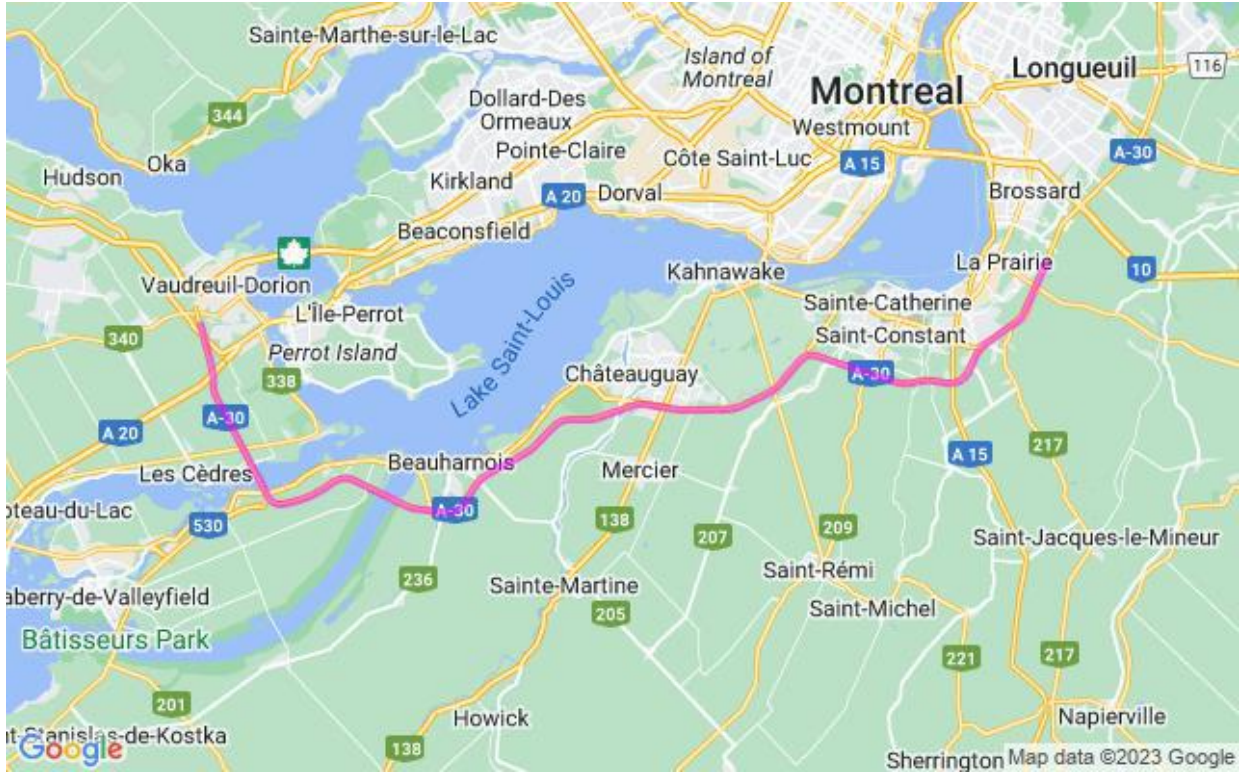 Sainte-Marthe-sur-le-Lac
Island of
Montreal
Longueuil
116
Montreal
Dollard-Des
Ormeaux
344
Westmount
Oka
Pointe-Claire
Côte Saint-Luc
A 15
A-30
Hudson
Kirkland
A 20
Dorval
Brossard
Beaconsfield
Kahnawake
La Prairie
10
Vaudreuil-Dorion
L'Île-Perrot
Sainte-Catherine
340
Perrot Island
Lake Saint-Louis
Saint-Constant
338
Châteauguay
A-30
A-30
A 20
217
Les Cèdres
Beauharnois
Mercier
A 15
oteau-du-Lac
530
A-30
138
207
209
Saint-Jacques-le-Mineur
236
Sainte-Martine
Saint-Rémi
aberry-de-Valleyfield
205
Saint-Michel
Bâtisseurs Park
221
217
201
Howick
Napierville
nt-Stanislas-de-Kostka
138
Google
Sherrington
Map data ©2023 Google